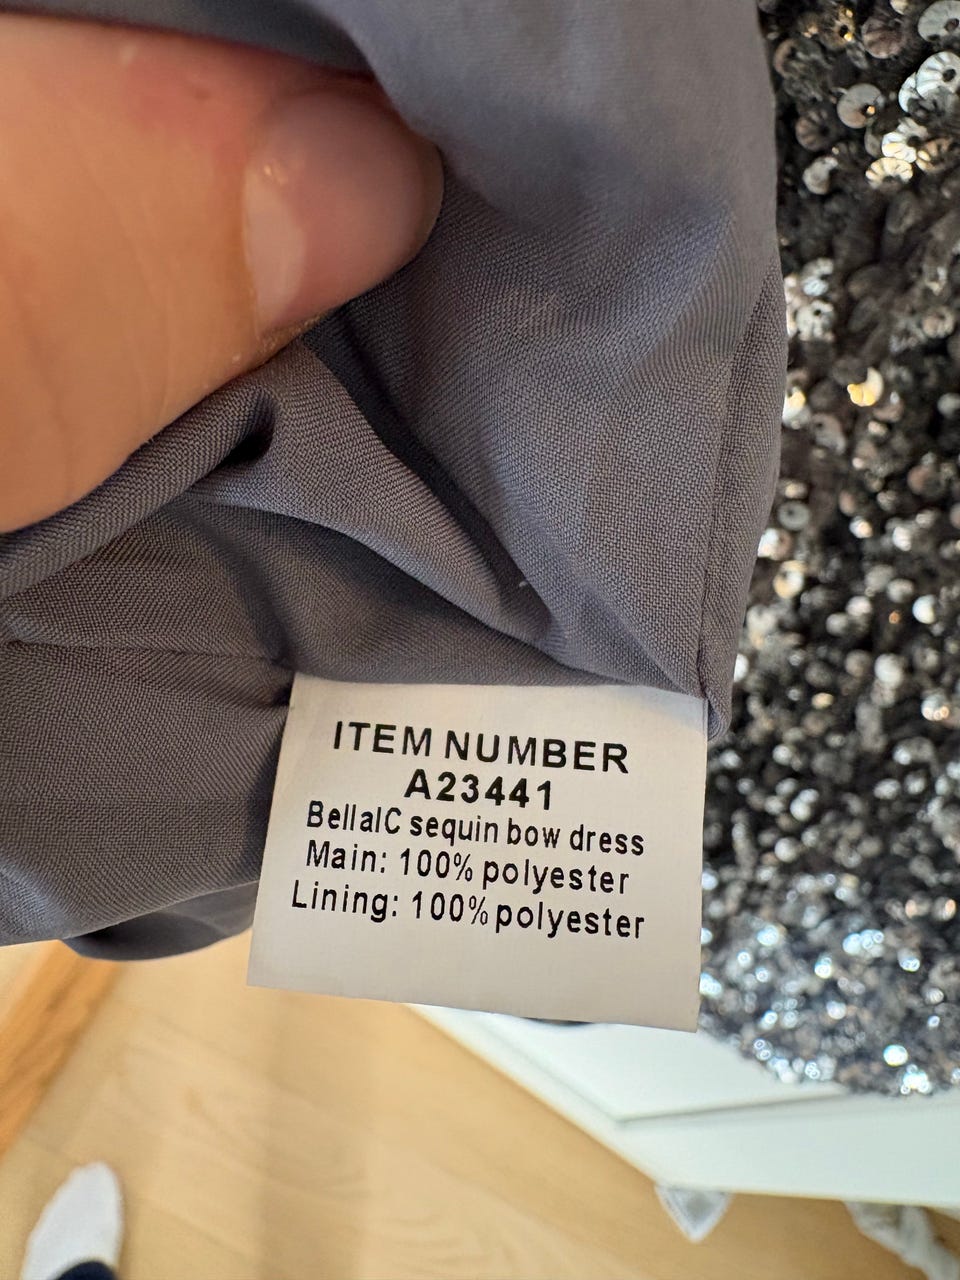 ITEM NUMBER
A23441
BellaIC sequin bow dress
Main: 100% polyester
Lining: 100% polyester